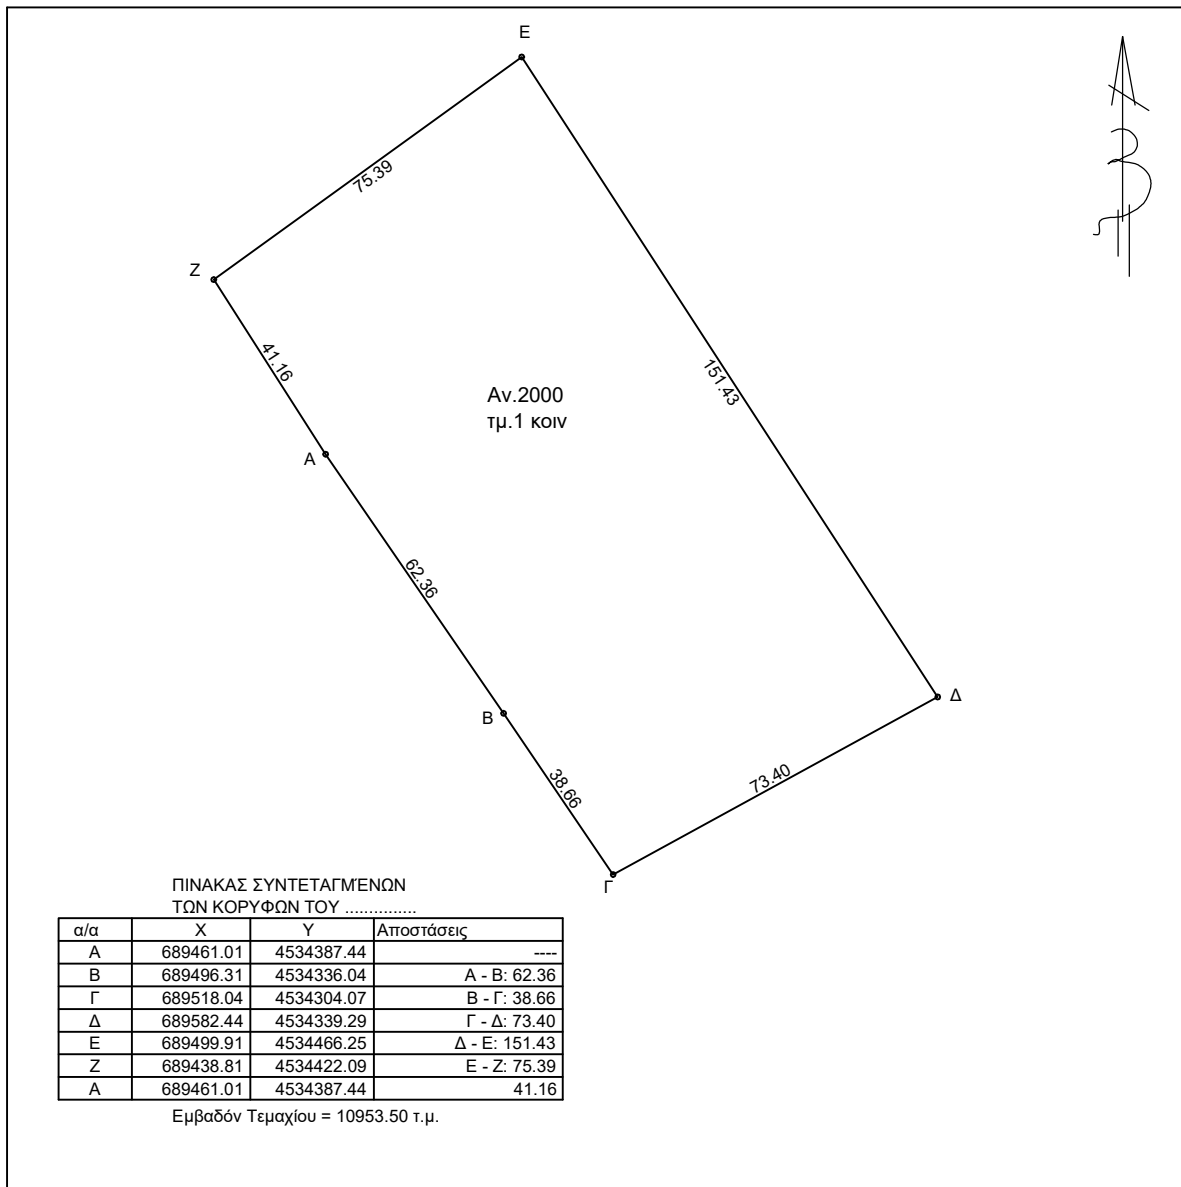 Ε
75.39
Ζ
41.16
151.43
Αν.2000
τμ.1 κοιν
Α
62.36
Β
Δ
38.66
73.40
Γ
ΠΙΝΑΚΑΣ ΣΥΝΤΕΤΑΓΜΈΝΩΝ
ΤΩΝ ΚΟΡΥΦΩΝ ΤΟΥ ...............
α/α Χ Υ Αποστάσεις
Α 689461.01 4534387.44 ----
Β 689496.31 4534336.04 Α - Β: 62.36
Γ 689518.04 4534304.07 Β - Γ: 38.66
Δ 689582.44 4534339.29 Γ - Δ: 73.40
Ε 689499.91 4534466.25 Δ - Ε: 151.43
Ζ 689438.81 4534422.09 Ε - Ζ: 75.39
Α 689461.01 4534387.44 41.16
Εμβαδόν Τεμαχίου = 10953.50 τ.μ.